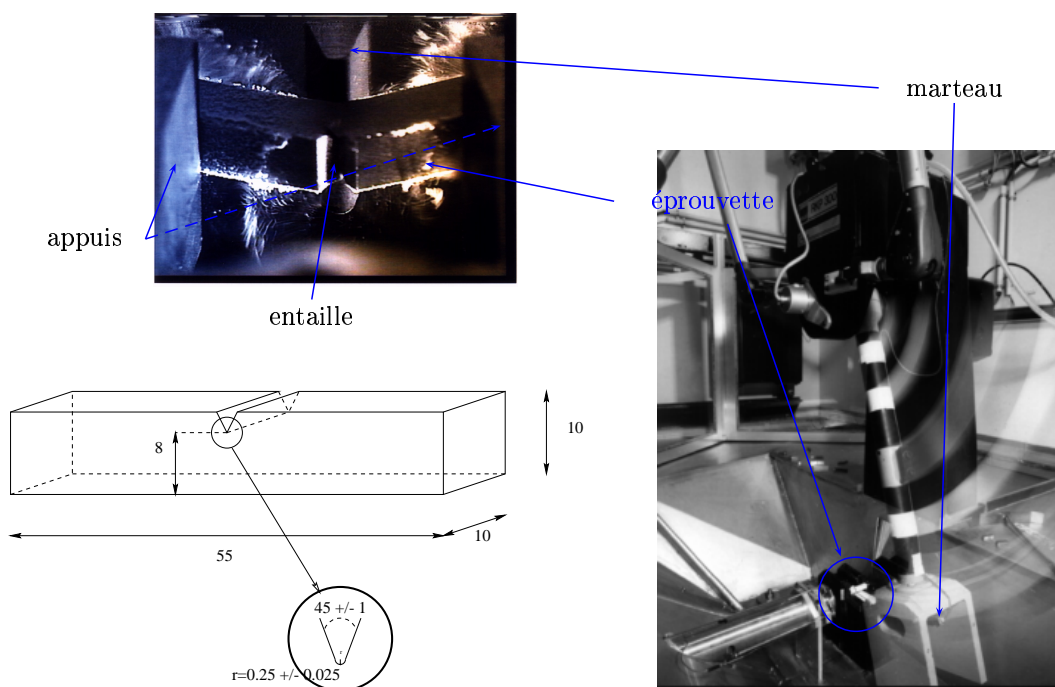 marteau
éprouvette
appuis
entaille
8
10
10
55
45 +/- 1
r=0.25 +/- 0.025